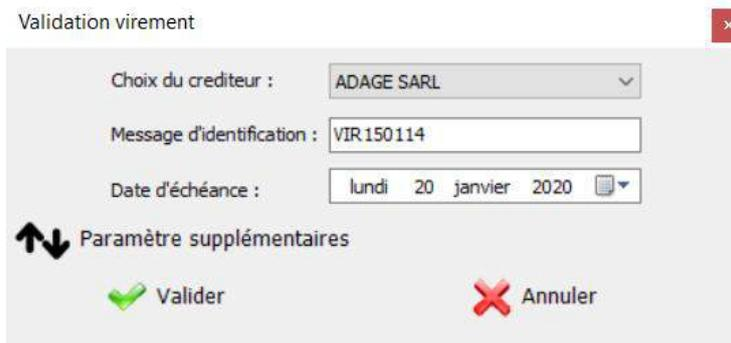 Validation virement
Choix du crediteur : ADAGE SARL
Message d'identification : VIR150114
Date d'échéance : lundi 20 janvier 2020
Paramètre supplémentaires
Valider Annuler